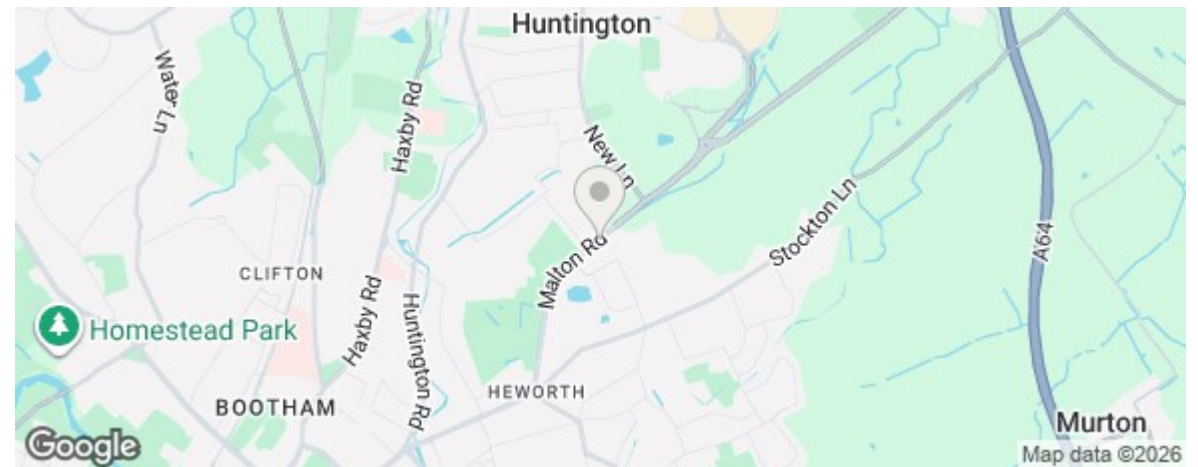 Huntington
Water Ln
Haxby Rd
New Ln
Stockton Ln
A64
Malton Rd
CLIFTON
Homestead Park
Haxby Rd
Huntington Rd
HEWORTH
BOOTHAM
Murton
Google
Map data ©2026